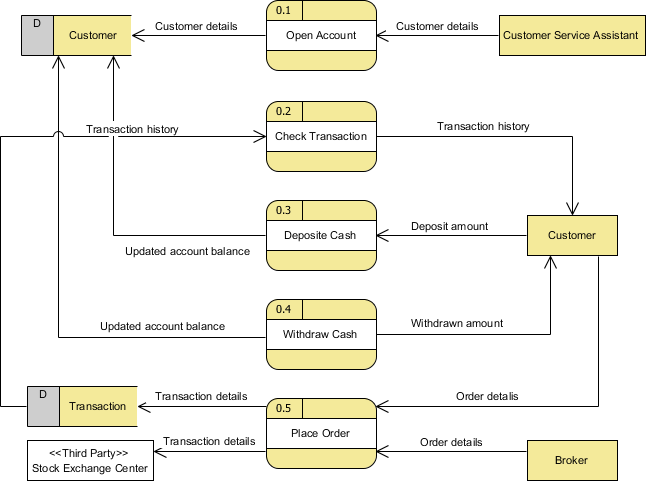 0.1
D
Customer
Customer details
Open Account
Customer details
Customer Service Assistant
0.2
Transaction history
Check Transaction
Transaction history
0.3
Deposite Cash
Deposit amount
Customer
Updated account balance
0.4
Updated account balance
Withdraw Cash
Withdrawn amount
D
Transaction
Transaction details
0.5
Order detalis
Place Order
<<Third Party>>
Stock Exchange Center
Transaction details
Order details
Broker